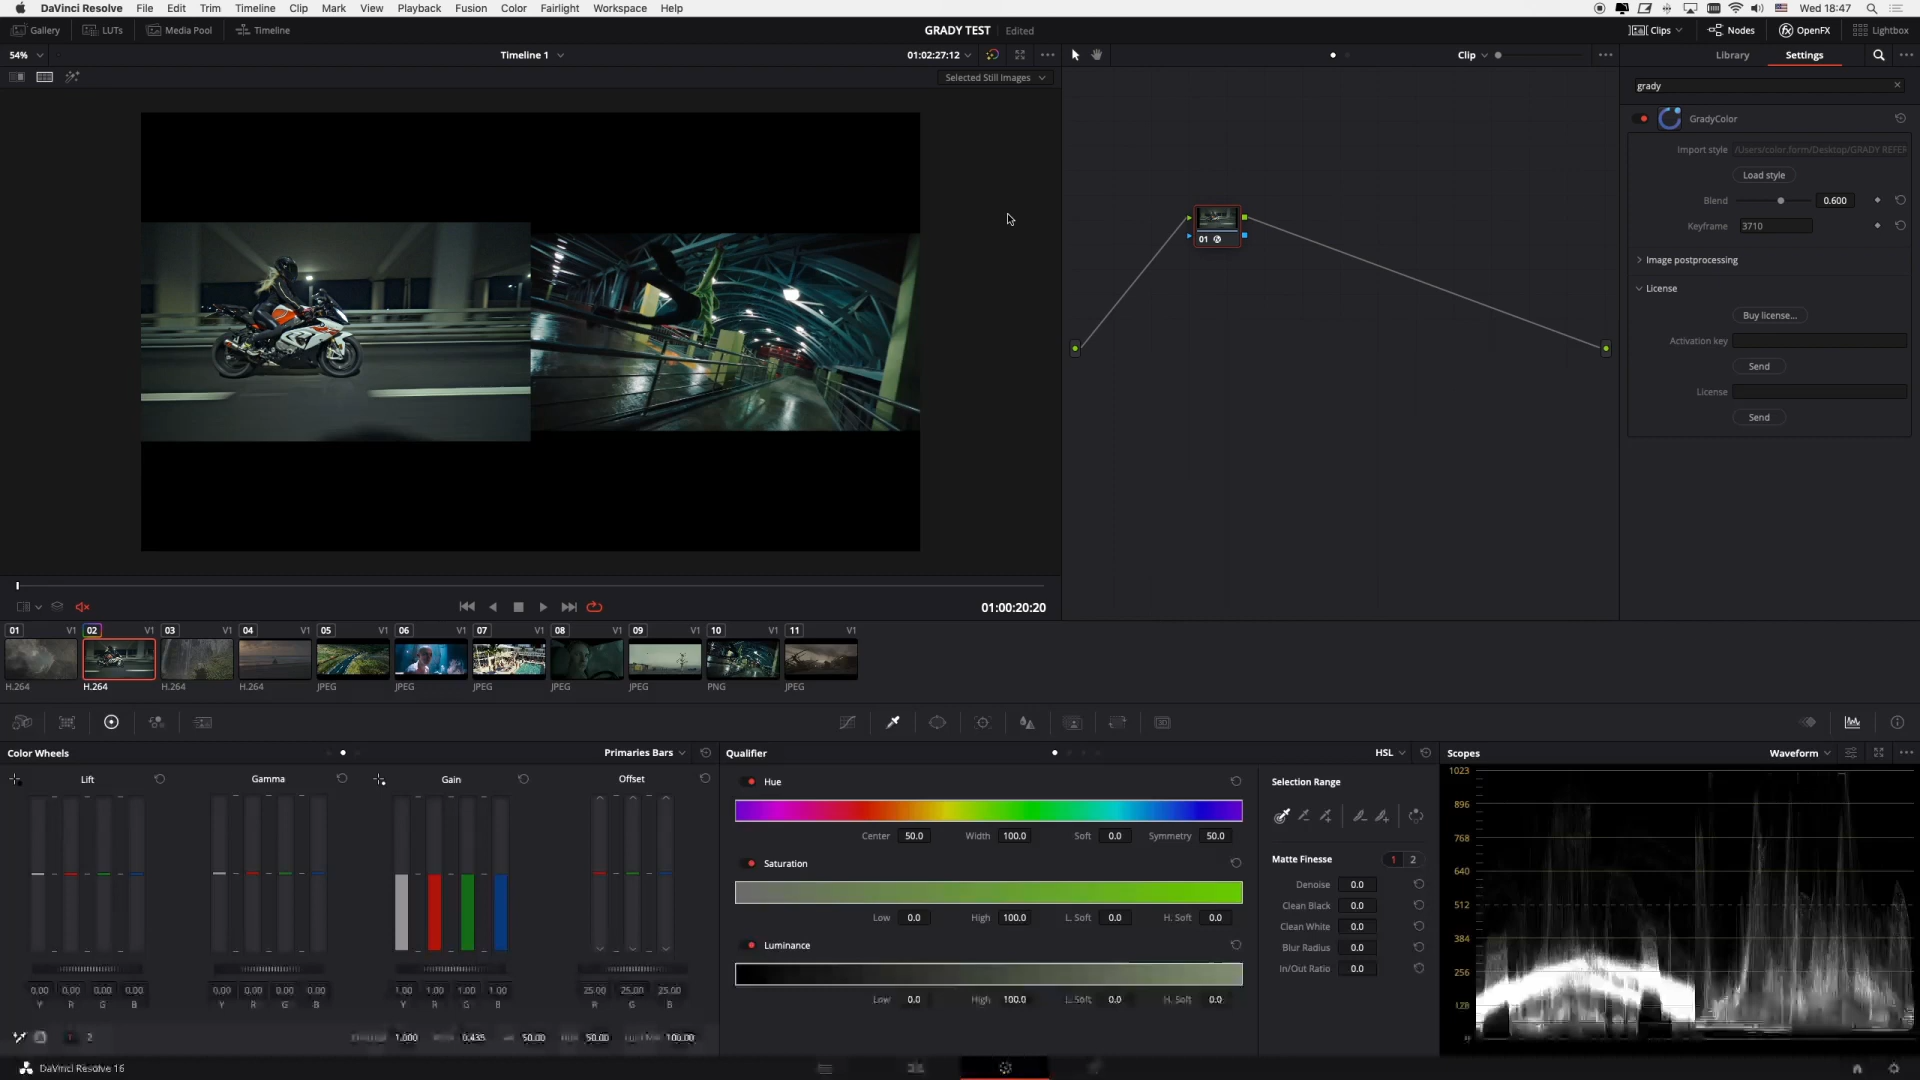 DaVinci Resolve File Edit Trim Timeline Clip Mark View Playback Fusion Color Fairlight Workspace Help Wed 18:47
Gallery LUTs Media Pool Timeline GRADY TEST Edited Clips Nodes OpenFX Lightbox
54% Timeline 1 01:02:27:12 Clip Library Settings
Selected Still Images
grady
GradyColor
Import style /Users/color.form/Desktop/GRADY REFER
Load style
Blend 0.600
Keyframe 3710
Image postprocessing
License
Buy license...
Activation key
Send
License
Send
01
01:00:20:20
01 V1 02 V1 03 V1 04 V1 05 V1 06 V1 07 V1 08 V1 09 V1 10 V1 11 V1
H.264 H.264 H.264 H.264 JPEG JPEG JPEG JPEG JPEG PNG JPEG
Color Wheels Primaries Bars Qualifier HSL Scopes Waveform
Lift Gamma Gain Offset
Hue
Center 50.0 Width 100.0 Soft 0.0 Symmetry 50.0
Saturation
Low 0.0 High 100.0 L. Soft 0.0 H. Soft 0.0
Luminance
Low 0.0 High 100.0 L. Soft 0.0 H. Soft 0.0
Selection Range
Matte Finesse 1 2
Denoise 0.0
Clean Black 0.0
Clean White 0.0
Blur Radius 0.0
In/Out Ratio 0.0
1023
896
768
640
512
384
256
128
0.00 0.00 0.00 0.00 0.00 0.00 0.00 0.00 1.00 1.00 1.00 1.00 25.00 25.00 25.00
Y R G B Y R G B Y R G B R G B
1 2 1.000 0.435 50.00 50.00 100.00
DaVinci Resolve 16